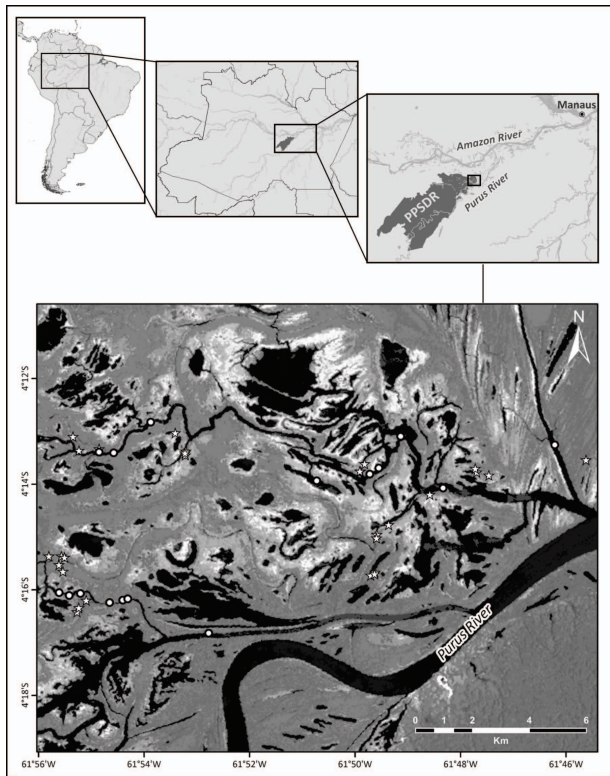 Manaus
Amazon River
Purus River
PPSDR
N
4°12'S
4°14'S
4°16'S
4°18'S
Purus River
0 1 2 4 6
Km
61°56'W 61°54'W 61°52'W 61°50'W 61°48'W 61°46'W